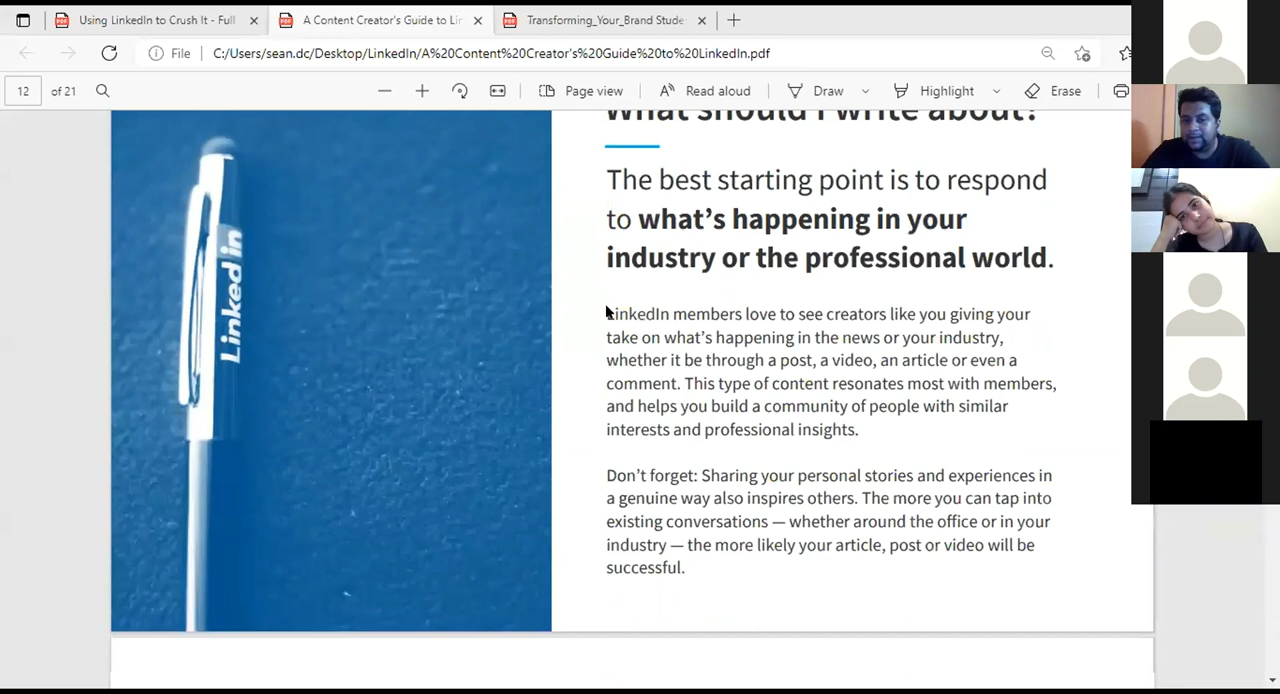 Using LinkedIn to Crush It - Full
A Content Creator's Guide to Lir
Transforming_Your_Brand Stude
File
C:/Users/sean.dc/Desktop/LinkedIn/A%20Content%20Creator's%20Guide%20to%20LinkedIn.pdf
12 of 21
Page view
Read aloud
Draw
Highlight
Erase
What should I write about?
The best starting point is to respond
to what's happening in your
industry or the professional world.
LinkedIn members love to see creators like you giving your
take on what's happening in the news or your industry,
whether it be through a post, a video, an article or even a
comment. This type of content resonates most with members,
and helps you build a community of people with similar
interests and professional insights.
Don't forget: Sharing your personal stories and experiences in
a genuine way also inspires others. The more you can tap into
existing conversations — whether around the office or in your
industry — the more likely your article, post or video will be
successful.
Linked in